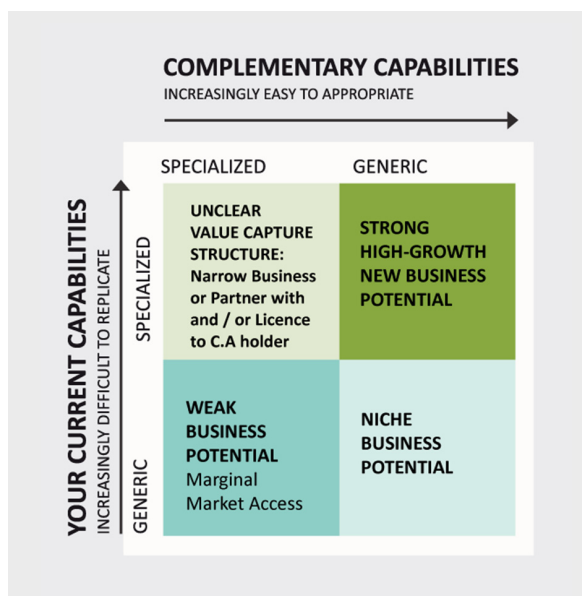 COMPLEMENTARY CAPABILITIES
INCREASINGLY EASY TO APPROPRIATE
SPECIALIZED
GENERIC
YOUR CURRENT CAPABILITIES
INCREASINGLY DIFFICULT TO REPLICATE
SPECIALIZED
GENERIC
UNCLEAR
VALUE CAPTURE
STRUCTURE:
Narrow Business
or Partner with
and / or Licence
to C.A holder
STRONG
HIGH-GROWTH
NEW BUSINESS
POTENTIAL
WEAK
BUSINESS
POTENTIAL
Marginal
Market Access
NICHE
BUSINESS
POTENTIAL